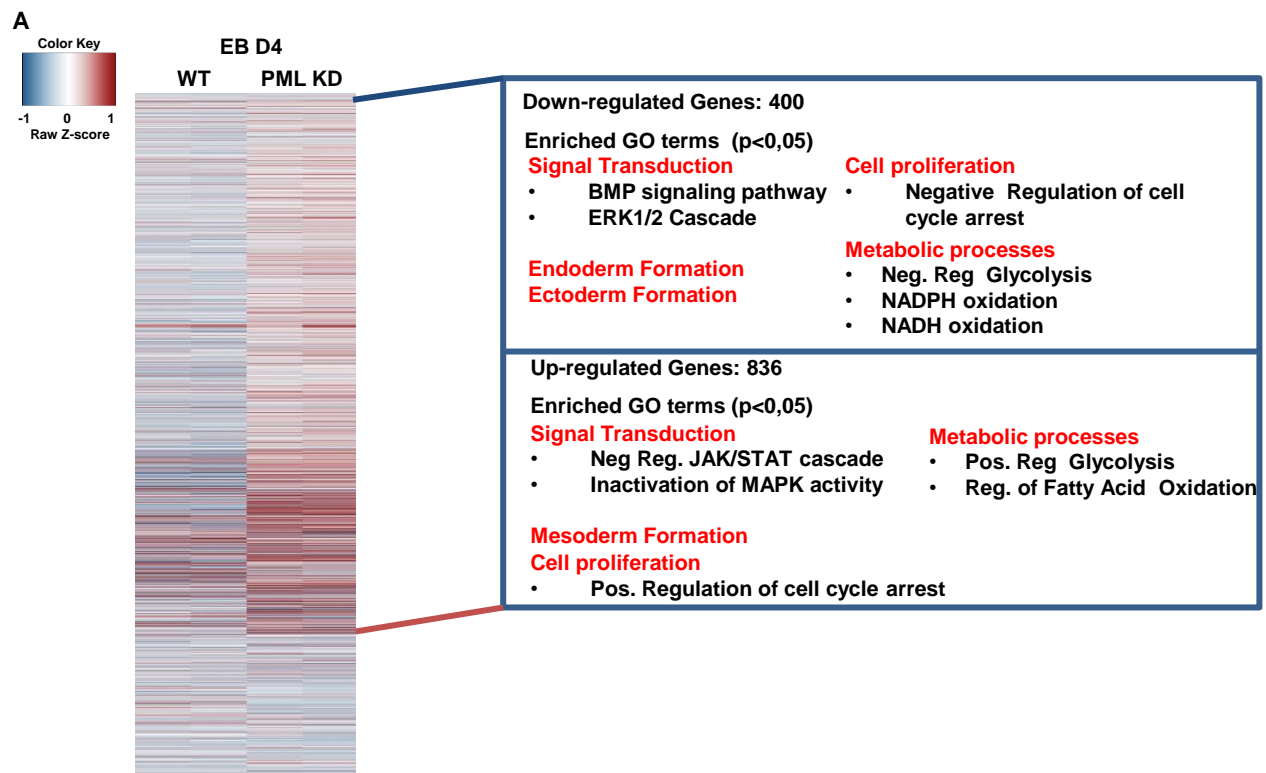 A
Color Key
-1 0 1
Raw Z-score
EB D4
WT PML KD
Down-regulated Genes: 400
Enriched GO terms (p<0,05)
Signal Transduction
• BMP signaling pathway
• ERK1/2 Cascade
Endoderm Formation
Ectoderm Formation
Cell proliferation
• Negative Regulation of cell
cycle arrest
Metabolic processes
• Neg. Reg Glycolysis
• NADPH oxidation
• NADH oxidation
Up-regulated Genes: 836
Enriched GO terms (p<0,05)
Signal Transduction
• Neg Reg. JAK/STAT cascade
• Inactivation of MAPK activity
Mesoderm Formation
Cell proliferation
• Pos. Regulation of cell cycle arrest
Metabolic processes
• Pos. Reg Glycolysis
• Reg. of Fatty Acid Oxidation